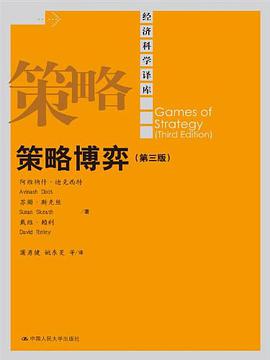 经济科学译库
策略
Games of
Strategy
(Third Edition)
策略博弈(第三版)
阿维纳什·迪克西特
Avinash Dixit
苏珊·斯克丝
Susan Skeath
/著
戴维·赖利
David Reiley
蒲勇健 姚东旻 等/译
中国人民大学出版社